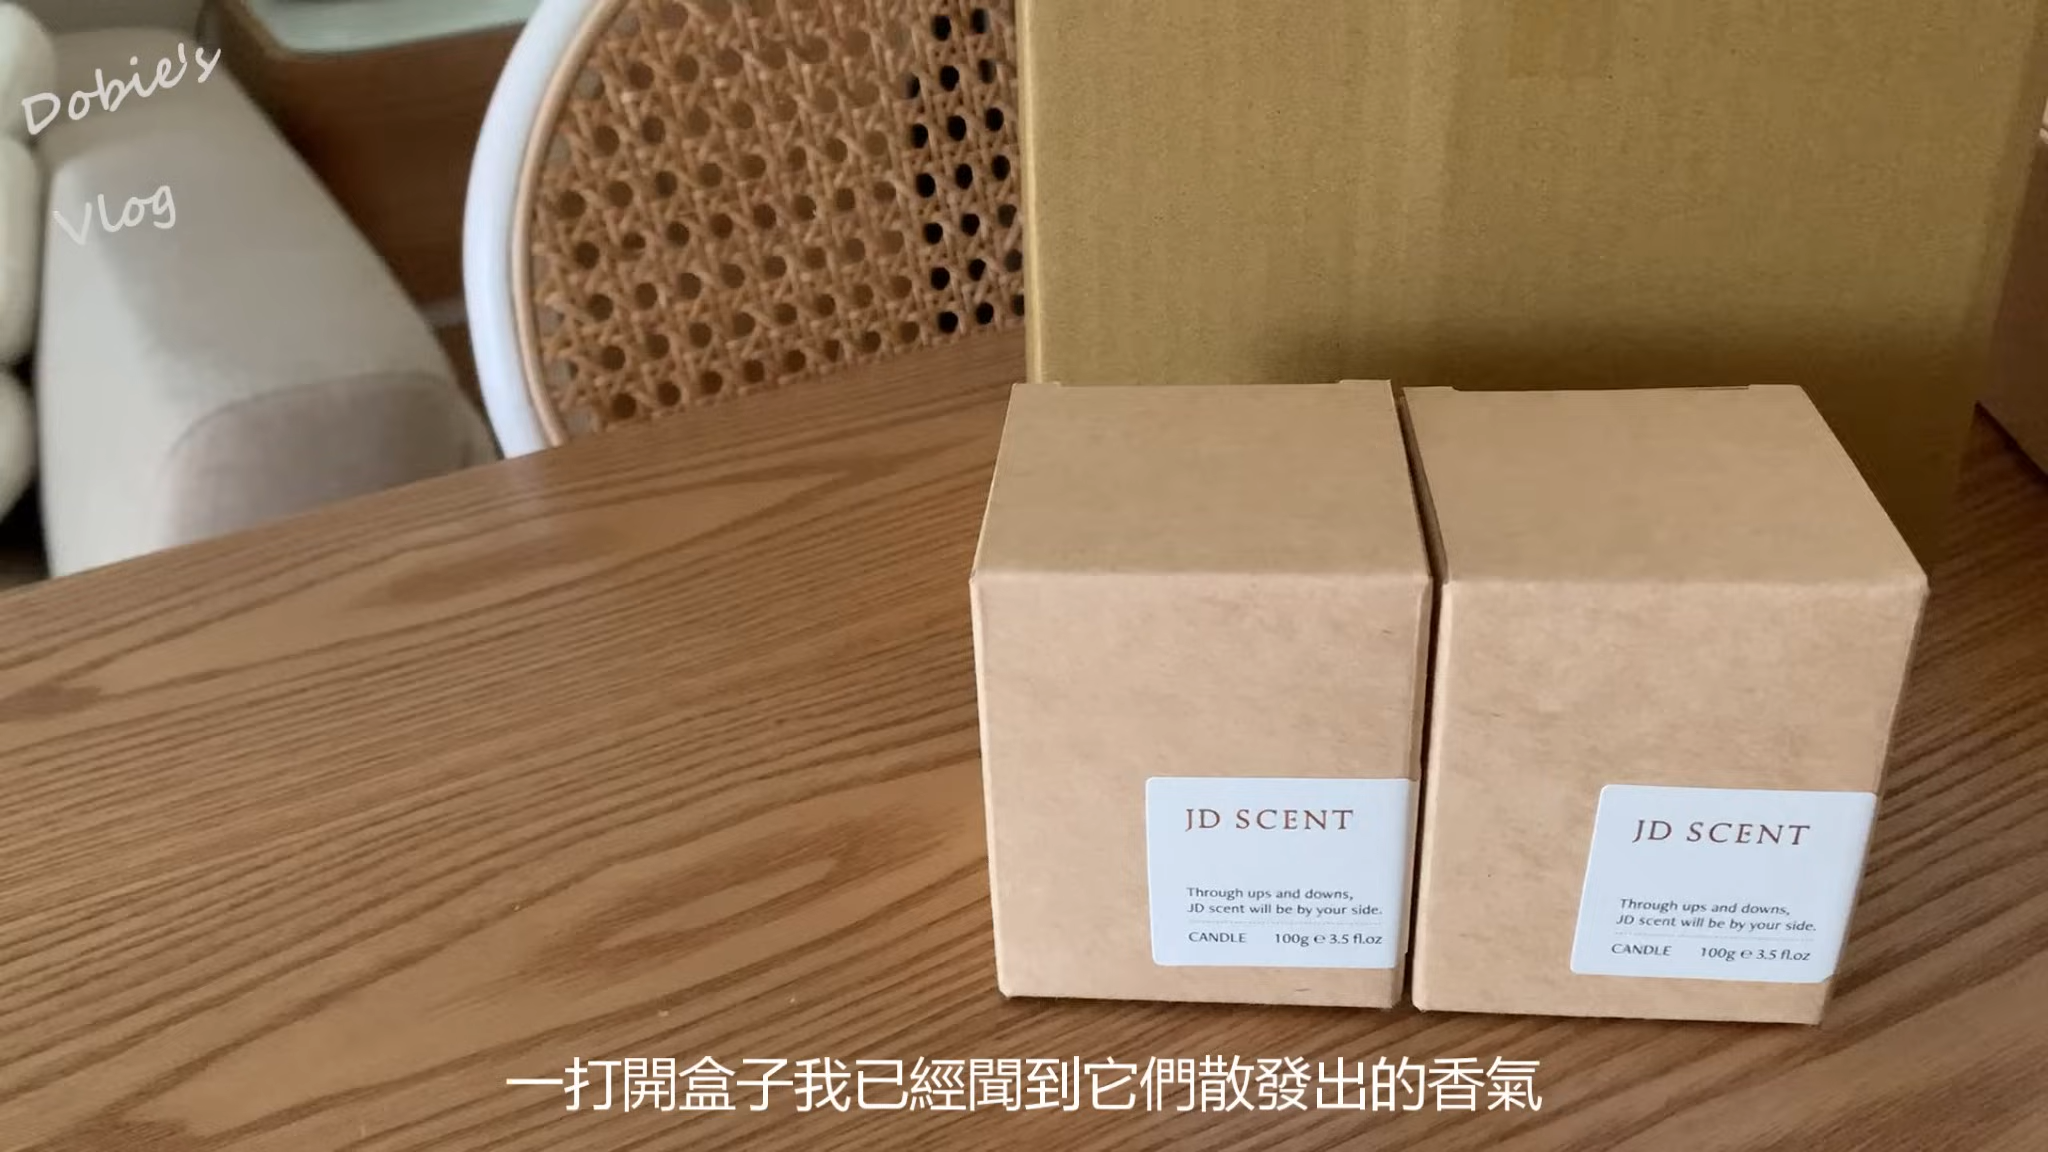 Dobie's
Vlog
JD SCENT
Through ups and downs,
JD scent will be by your side.
CANDLE 100g ℮ 3.5 fl.oz
JD SCENT
Through ups and downs,
JD scent will be by your side.
CANDLE 100g ℮ 3.5 fl.oz
一打開盒子我已經聞到它們散發出的香氣